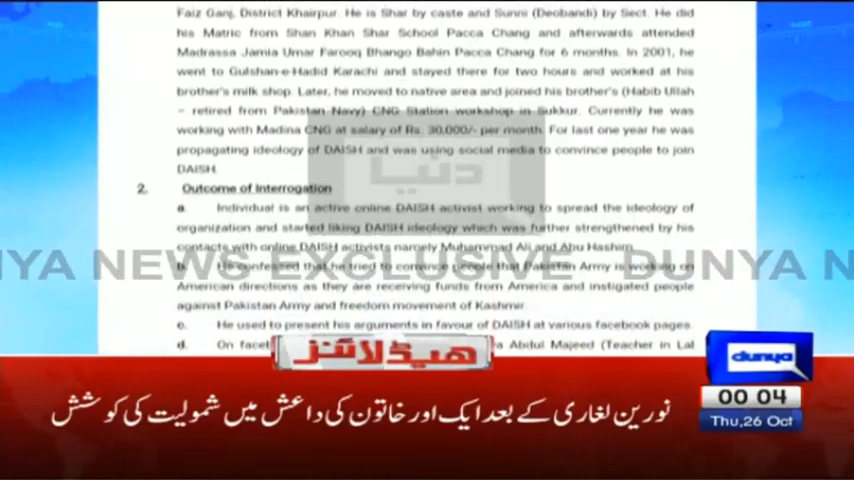 Faiz Ganj, District Khairpur. He is Shar by caste and Sunni (Deobandi) by Sect. He did
his Matric from Shan Khan Shar School Pacca Chang and afterwards attended
Madrassa Jamia Umar Farooq Bhango Bahin Pacca Chang for 6 months. In 2001, he
went to Gulshan-e-Hadid Karachi and stayed there for two hours and worked at his
brother's milk shop. Later, he moved to native area and joined his brother's (Habib Ullah
– retired from Pakistan Navy) CNG Station workshop in Sukkur. Currently he was
working with Madina CNG at salary of Rs. 30,000/- per month. For last one year he was
propagating ideology of DAISH and was using social media to convince people to join
DAISH.
دنیا
2. Outcome of Interrogation
a. Individual is an active online DAISH activist working to spread the ideology of
organization and started liking DAISH ideology which was further strengthened by his
contacts with online DAISH activists namely Muhammad Ali and Abu Hashim.
NYA NEWS EXCLUSIVE DUNYA N
b. He confessed that he tried to convince people that Pakistan Army is working on
American directions as they are receiving funds from America and instigated people
against Pakistan Army and freedom movement of Kashmir.
c. He used to present his arguments in favour of DAISH at various facebook pages.
d. On Abdul Majeed (Teacher in Lal
ہیڈ لائنز
dunya
00 04
Thu,26 Oct
نورین لغاری کے بعد ایک اور خاتون کی داعش میں شمولیت کی کوشش